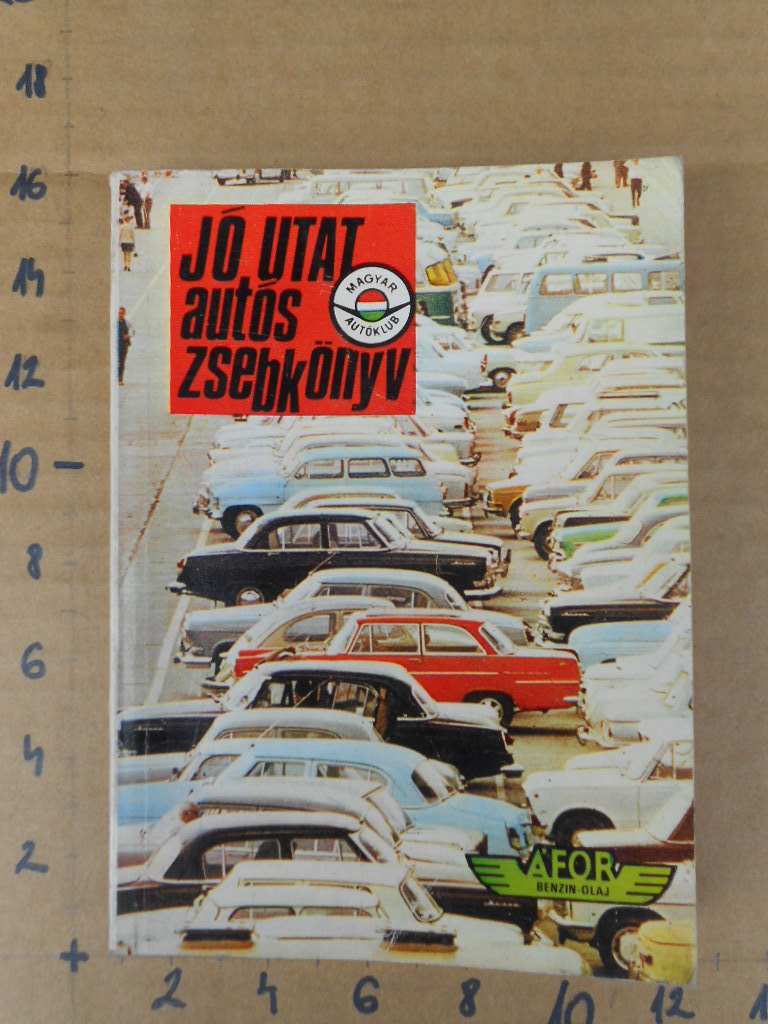 18
16
14
12
10
8
6
4
2
JÓ UTAT
autós
zsebkönyv
MAGYAR
AUTÓKLUB
ÁFOR
BENZIN-OLAJ
2 4 6 8 10 12